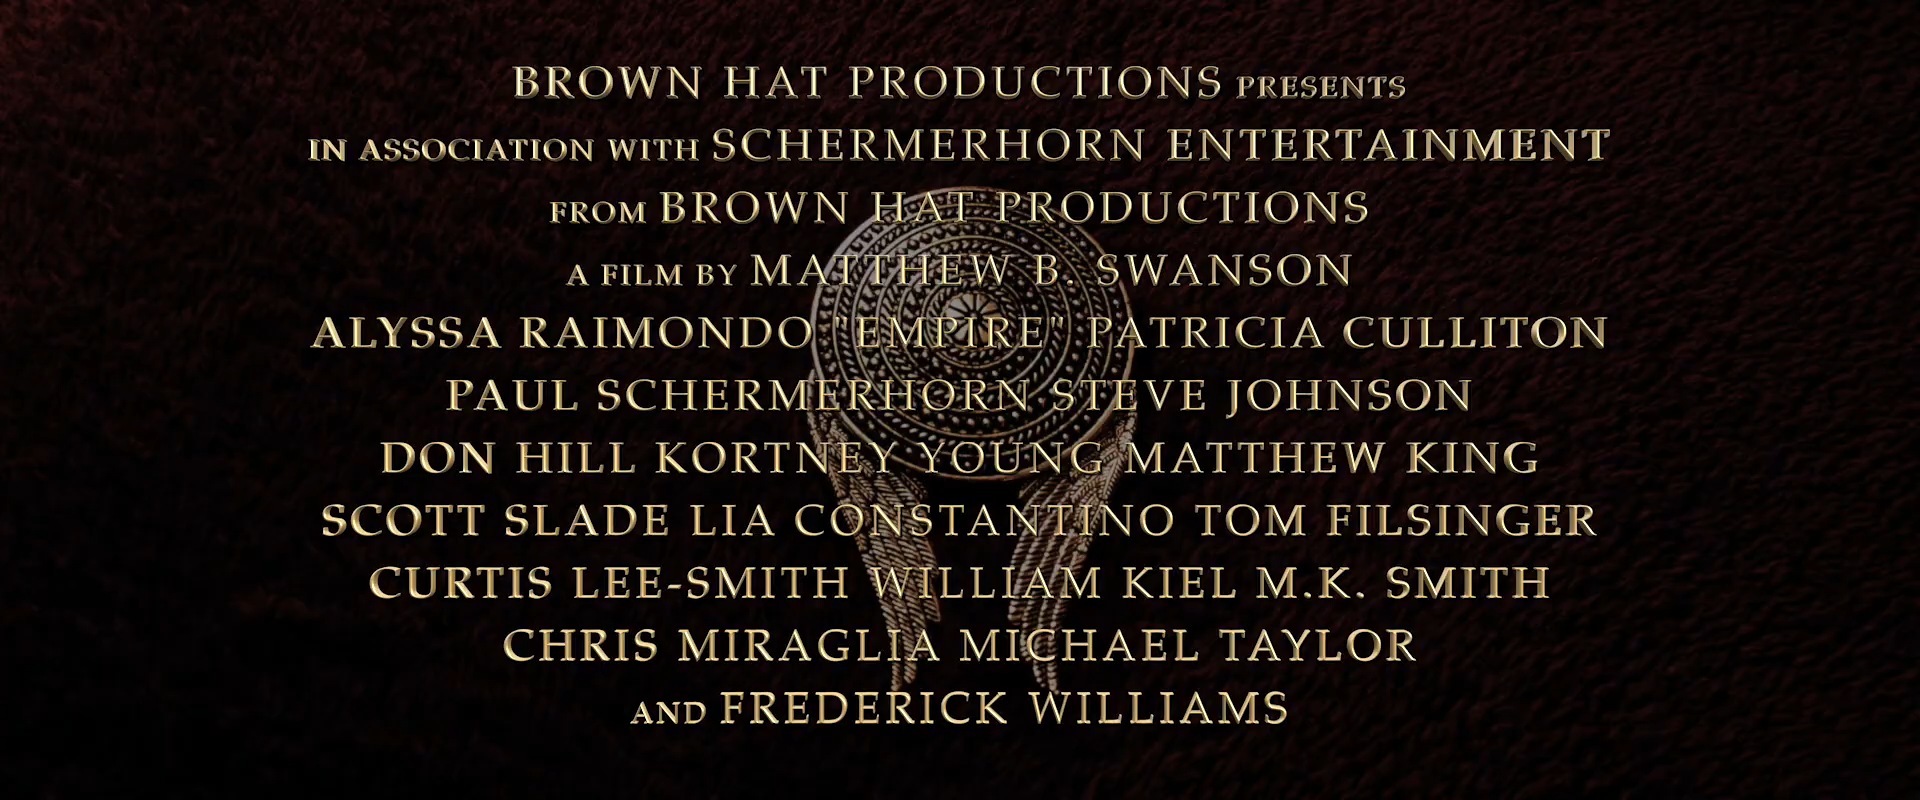 BROWN HAT PRODUCTIONS PRESENTS
IN ASSOCIATION WITH SCHERMERHORN ENTERTAINMENT
FROM BROWN HAT PRODUCTIONS
A FILM BY MATTHEW B. SWANSON
ALYSSA RAIMONDO "EMPIRE" PATRICIA CULLITON
PAUL SCHERMERHORN STEVE JOHNSON
DON HILL KORTNEY YOUNG MATTHEW KING
SCOTT SLADE LIA CONSTANTINO TOM FILSINGER
CURTIS LEE-SMITH WILLIAM KIEL M.K. SMITH
CHRIS MIRAGLIA MICHAEL TAYLOR
AND FREDERICK WILLIAMS